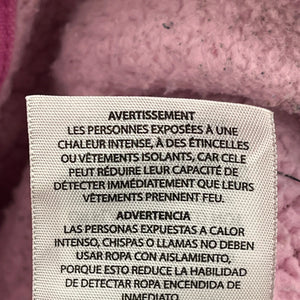 AVERTISSEMENT
LES PERSONNES EXPOSÉES À UNE
CHALEUR INTENSE, À DES ÉTINCELLES
OU VÊTEMENTS ISOLANTS, CAR CELE
PEUT RÉDUIRE LEUR CAPACITÉ DE
DÉTECTER IMMÉDIATEMENT QUE LEURS
VÊTEMENTS PRENNENT FEU.
ADVERTENCIA
LAS PERSONAS EXPUESTAS A CALOR
INTENSO, CHISPAS O LLAMAS NO DEBEN
USAR ROPA CON AISLAMIENTO,
PORQUE ESTO REDUCE LA HABILIDAD
DE DETECTAR ROPA ENCENDIDA EN
INMEDIATO